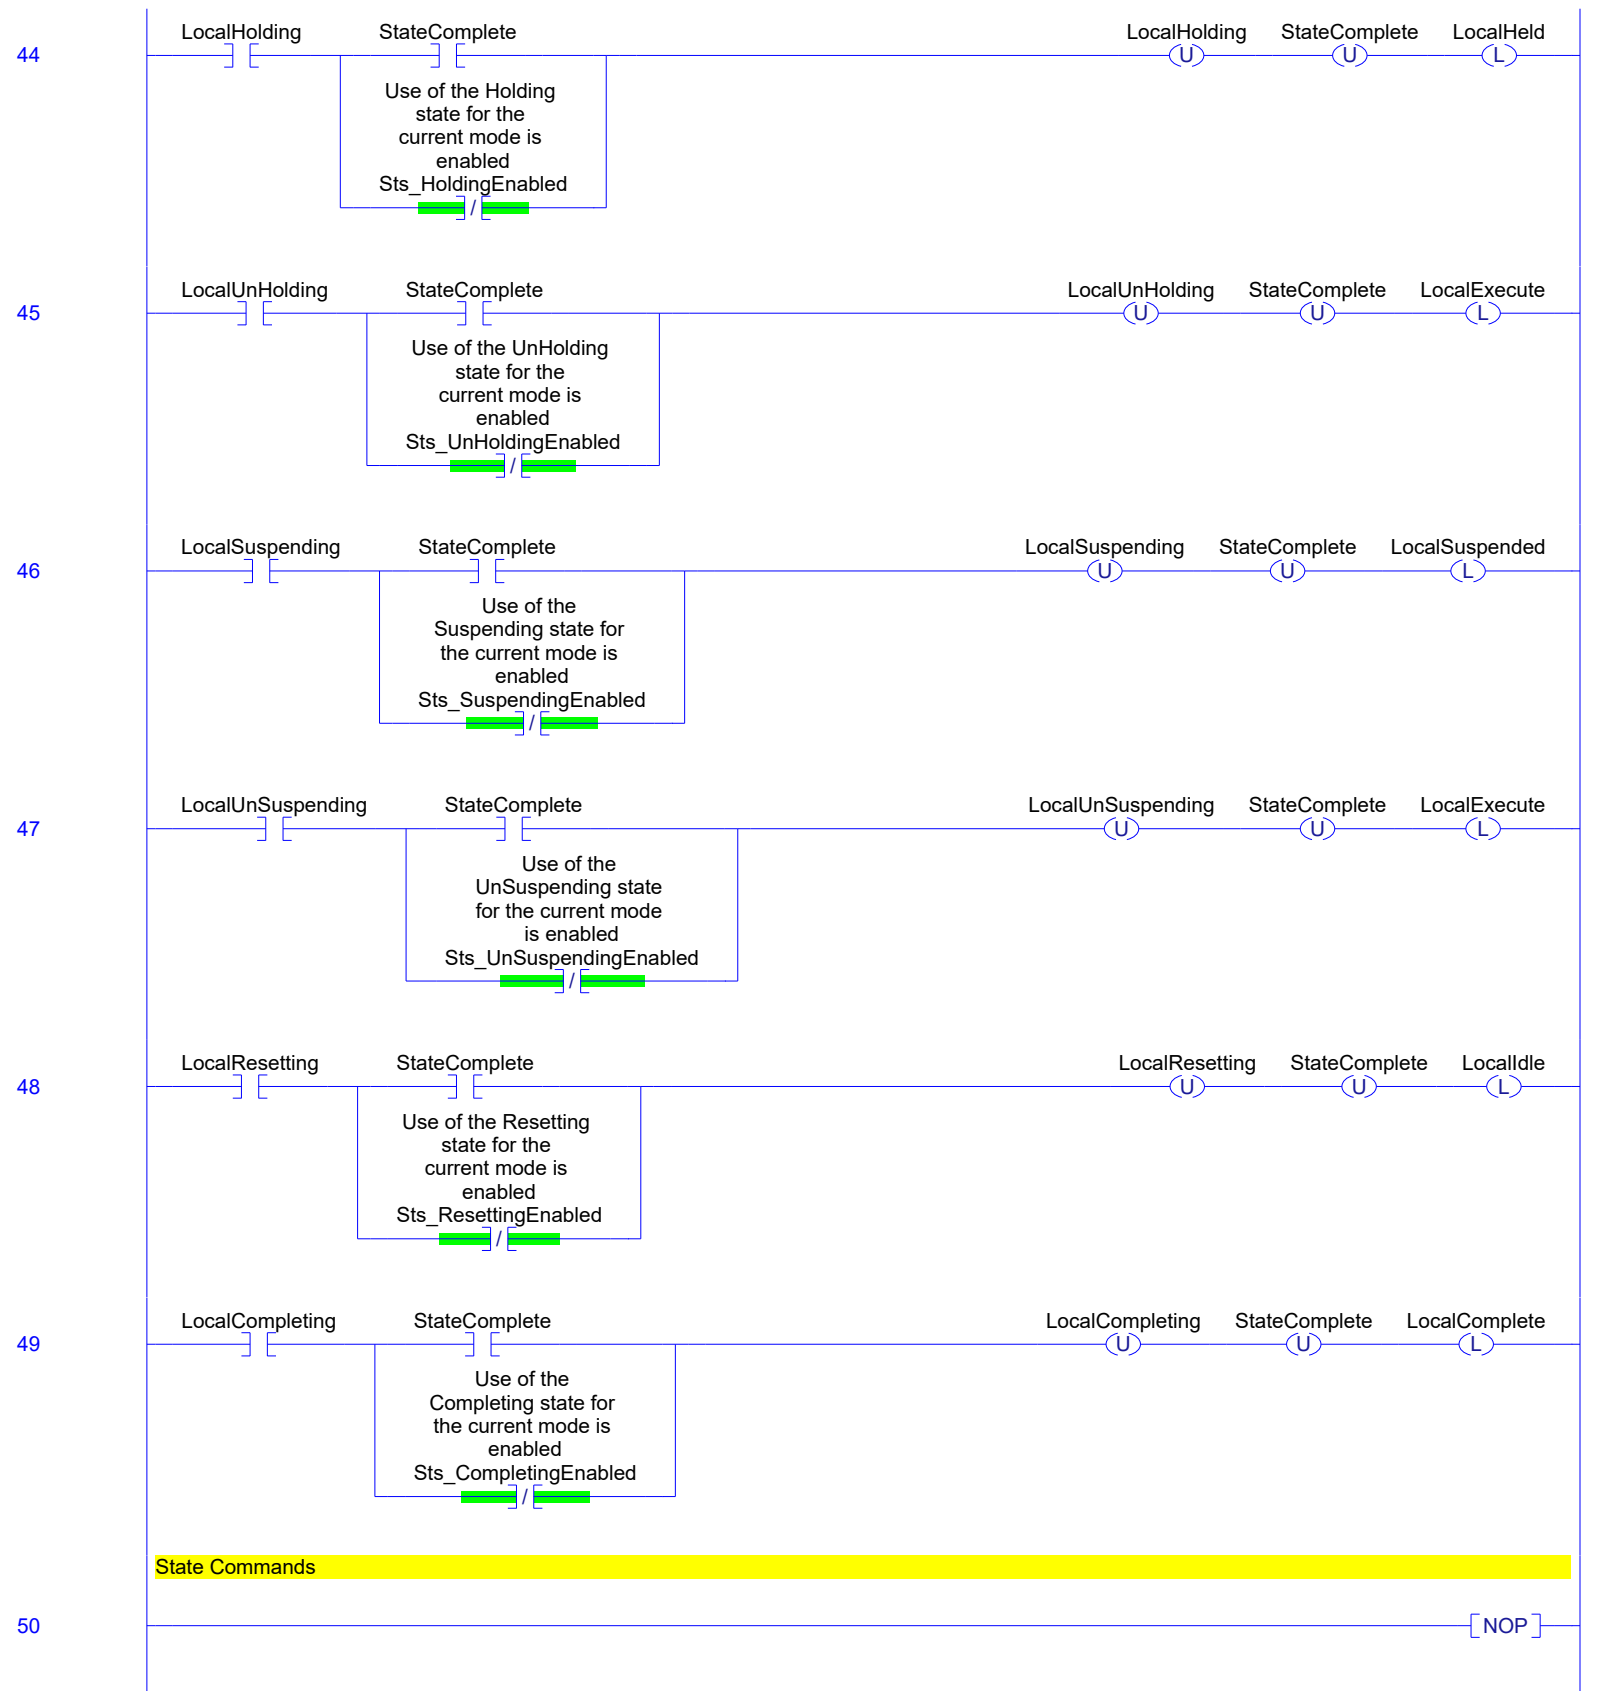 LocalHolding StateComplete LocalHolding StateComplete LocalHeld
44 U U L
Use of the Holding
state for the
current mode is
enabled
Sts_HoldingEnabled
/
LocalUnHolding StateComplete LocalUnHolding StateComplete LocalExecute
45 U U L
Use of the UnHolding
state for the
current mode is
enabled
Sts_UnHoldingEnabled
/
LocalSuspending StateComplete LocalSuspending StateComplete LocalSuspended
46 U U L
Use of the
Suspending state for
the current mode is
enabled
Sts_SuspendingEnabled
/
LocalUnSuspending StateComplete LocalUnSuspending StateComplete LocalExecute
47 U U L
Use of the
UnSuspending state
for the current mode
is enabled
Sts_UnSuspendingEnabled
/
LocalResetting StateComplete LocalResetting StateComplete LocalIdle
48 U U L
Use of the Resetting
state for the
current mode is
enabled
Sts_ResettingEnabled
/
LocalCompleting StateComplete LocalCompleting StateComplete LocalComplete
49 U U L
Use of the
Completing state for
the current mode is
enabled
Sts_CompletingEnabled
/
State Commands
50 NOP